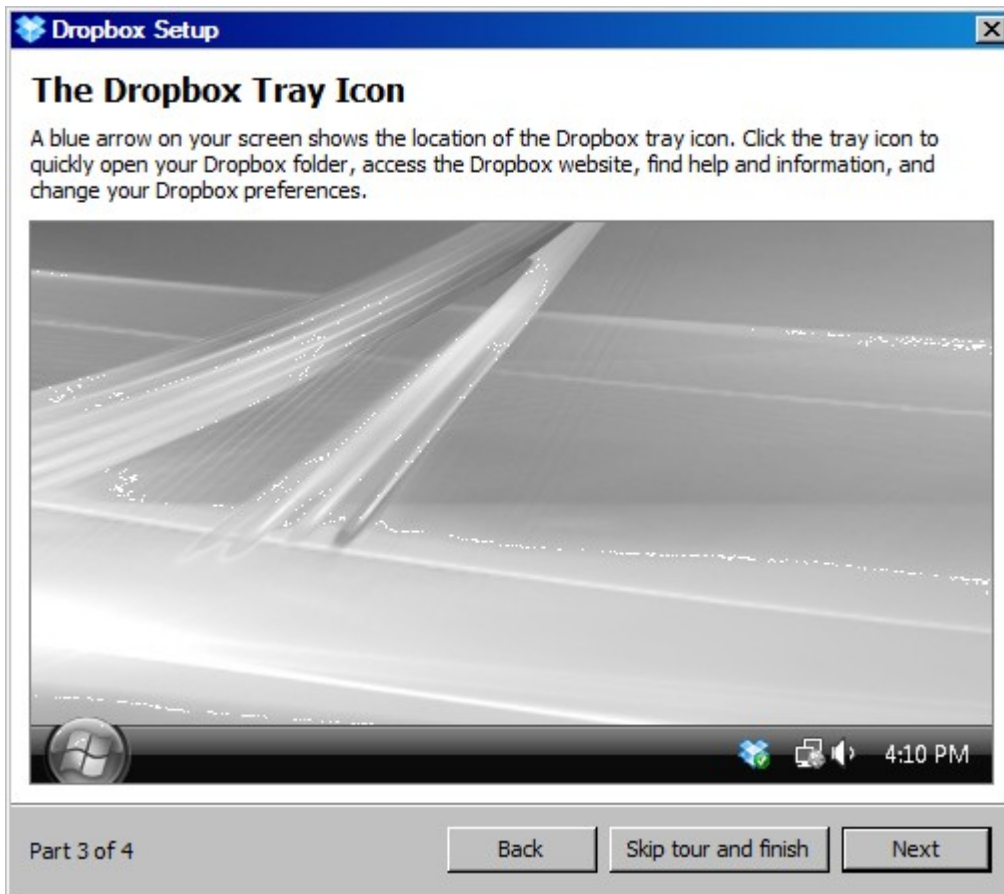 Dropbox Setup
The Dropbox Tray Icon
A blue arrow on your screen shows the location of the Dropbox tray icon. Click the tray icon to
quickly open your Dropbox folder, access the Dropbox website, find help and information, and
change your Dropbox preferences.
4:10 PM
Part 3 of 4
Back
Skip tour and finish
Next